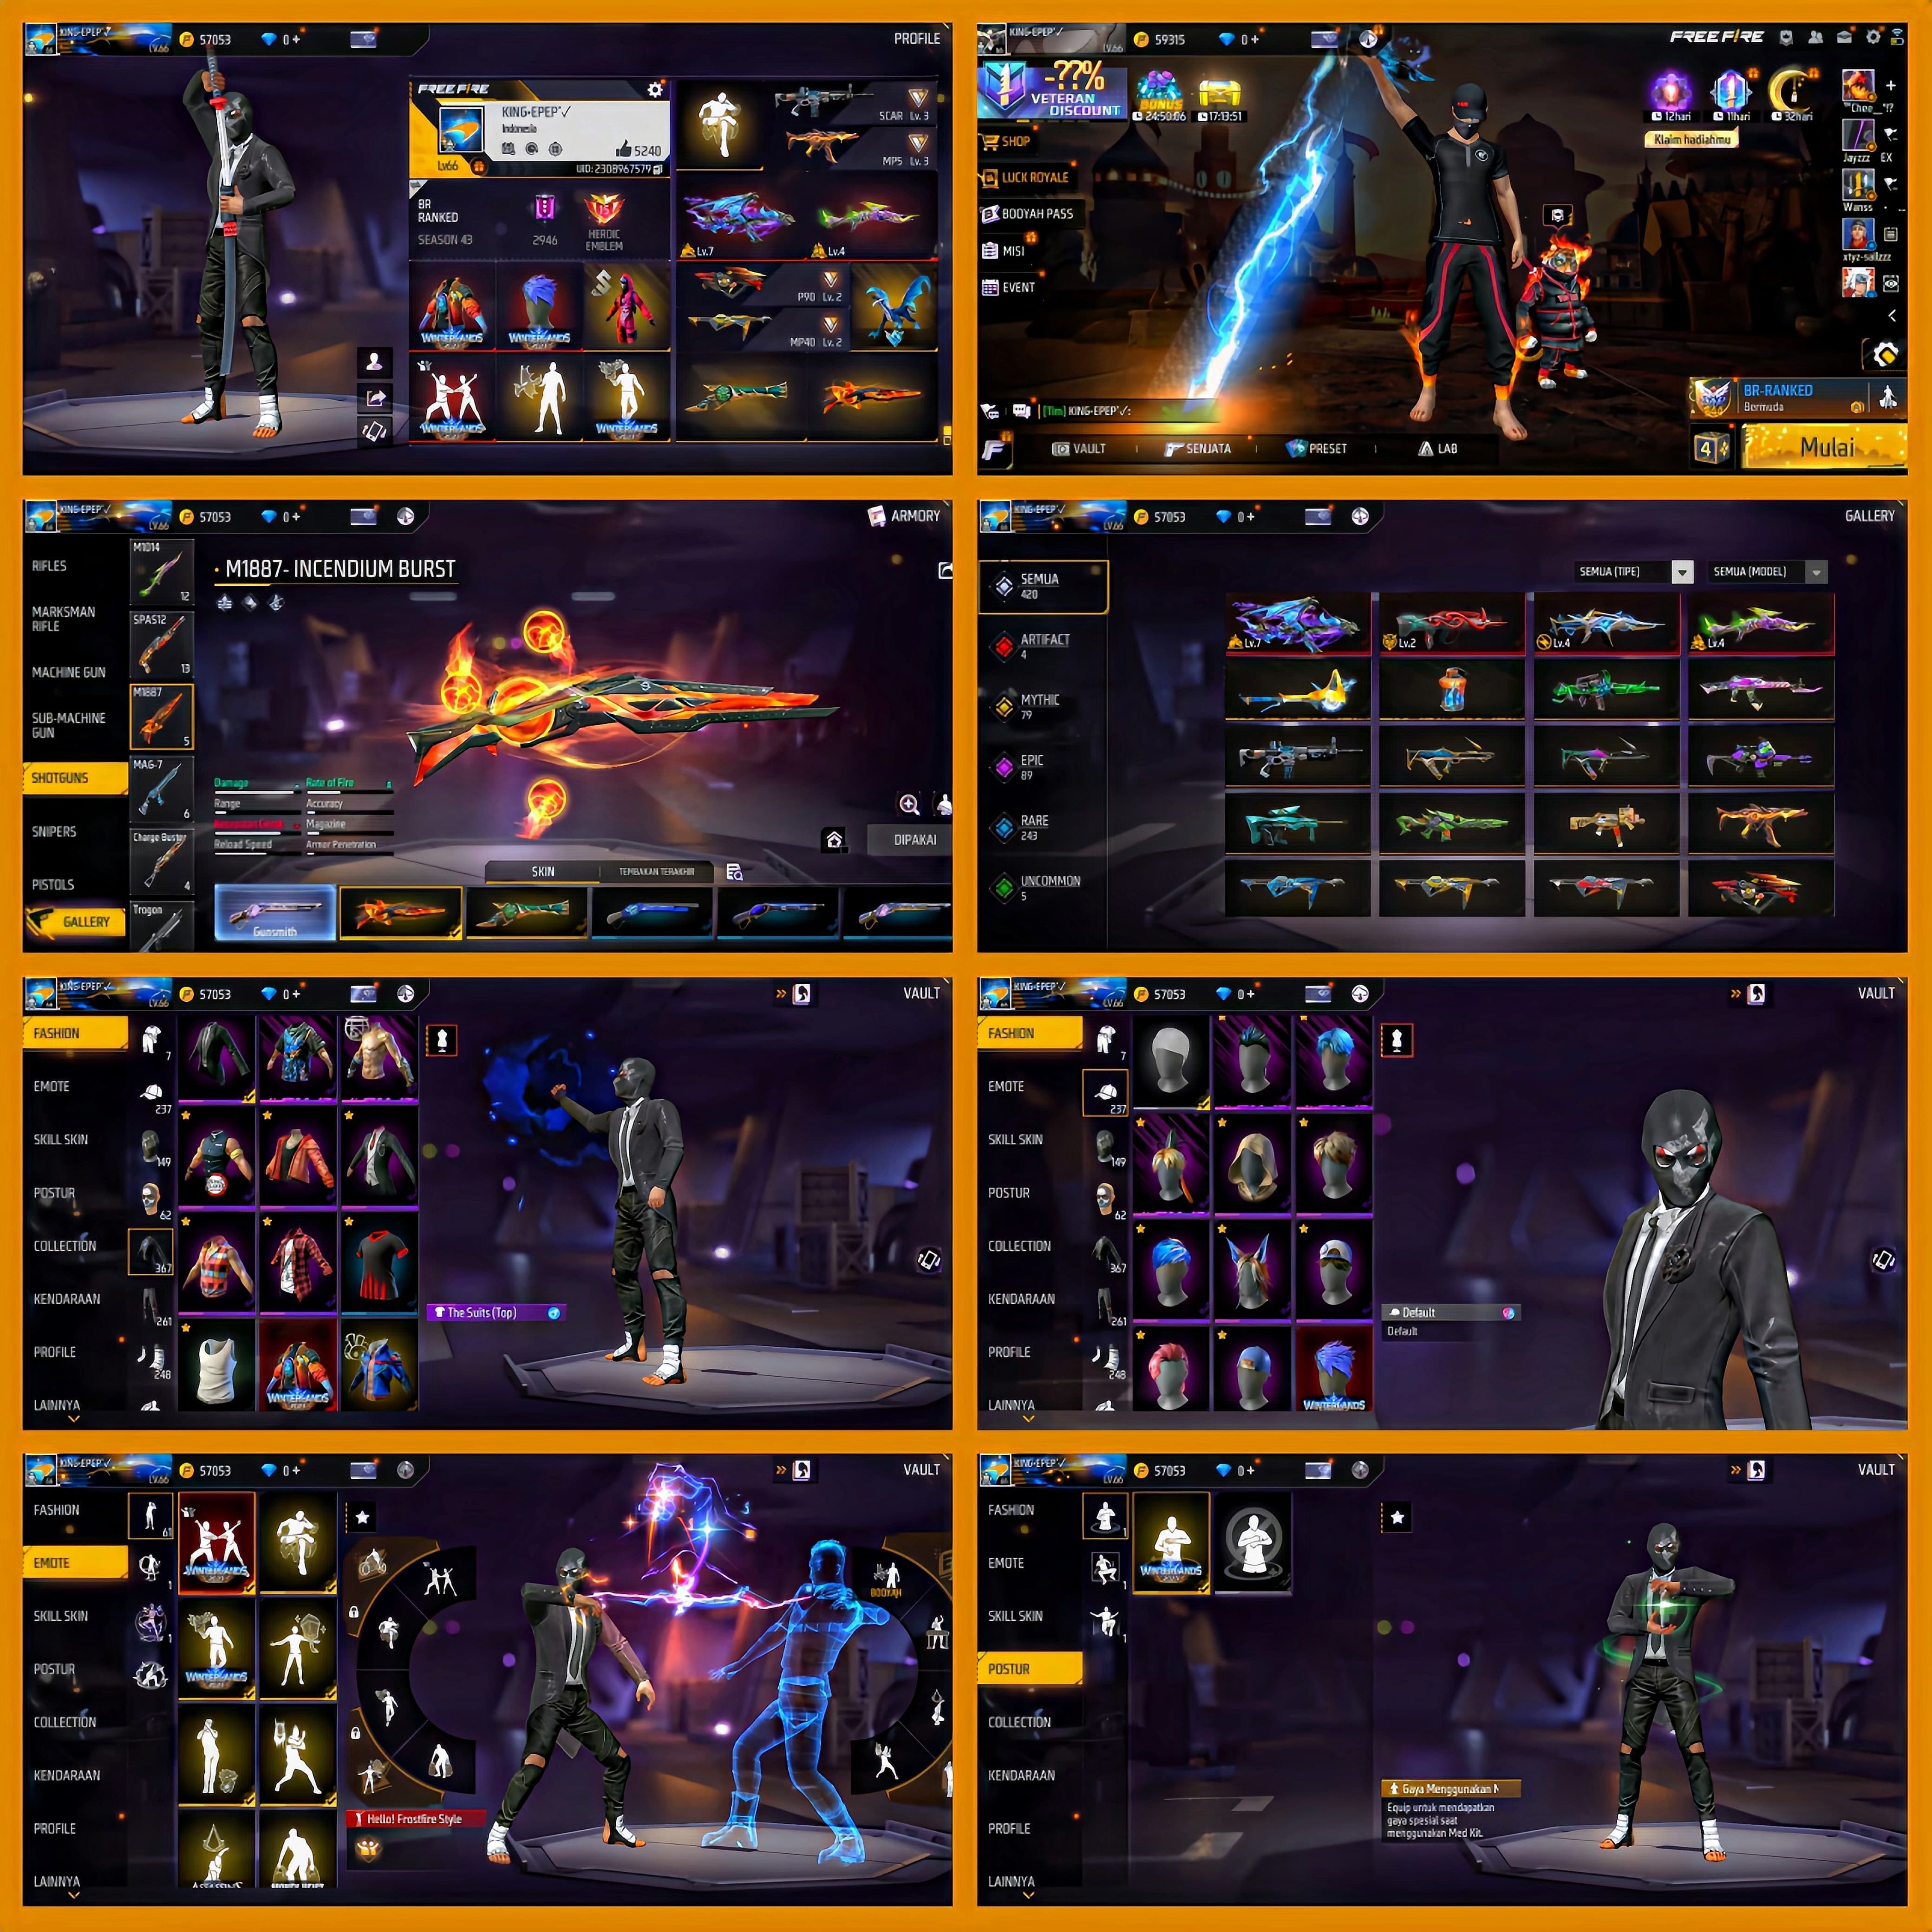 KING-EPEP✓
LV.66
57053
0+
PROFILE
FREE FIRE
KING-EPEP'✓
Indonesia
5240
Lv66
UID:2308967579
BR
RANKED
SEASON 43
2946
HEROIC
EMBLEM
SCAR Lv. 3
MP5 Lv. 3
Lv.7
Lv.4
P90 Lv. 2
MP40 Lv. 2
WINTERLANDS
WINTERLANDS
WINTERLANDS
WINTERLANDS
KING-EPEP'✓
LV.66
59315
0+
FREE FIRE
-??%
VETERAN
DISCOUNT
BONUS
24:50:06
17:13:51
12hari
11hari
32hari
Klaim hadiahmu
SHOP
LUCK ROYALE
BOOYAH PASS
MISI
EVENT
Jayzzz
EX
Wanss
[Tim] KING-EPEP'✓:
VAULT
SENJATA
PRESET
LAB
BR-RANKED
Bermuda
4
Mulai
KING-EPEP'✓
LV.66
57053
0+
ARMORY
RIFLES
MARKSMAN
RIFLE
MACHINE GUN
SUB-MACHINE
GUN
SHOTGUNS
SNIPERS
PISTOLS
GALLERY
M1014
12
SPAS12
13
M1887
5
MAG-7
6
Charge Buster
4
Trogon
M1887- INCENDIUM BURST
Damage
Rate of Fire
Range
Accuracy
Magazine
Reload Speed
Armor Penetration
DIPAKAI
SKIN
TEMBAKAN TERAKHIR
Gunsmith
KING-EPEP'✓
LV.66
57053
0+
GALLERY
SEMUA (TIPE)
SEMUA (MODEL)
SEMUA
420
ARTIFACT
4
MYTHIC
79
EPIC
89
RARE
243
UNCOMMON
5
Lv.7
Lv.2
Lv.4
Lv.4
KING-EPEP'✓
LV.66
57053
0+
VAULT
FASHION
EMOTE
SKILL SKIN
POSTUR
COLLECTION
KENDARAAN
PROFILE
LAINNYA
7
237
149
62
367
261
248
WINTERLANDS
The Suits (Top)
KING-EPEP'✓
LV.66
57053
0+
VAULT
FASHION
EMOTE
SKILL SKIN
POSTUR
COLLECTION
KENDARAAN
PROFILE
LAINNYA
7
237
149
62
367
261
248
WINTERLANDS
Default
Default
KING-EPEP'✓
LV.66
57053
0+
VAULT
FASHION
EMOTE
SKILL SKIN
POSTUR
COLLECTION
KENDARAAN
PROFILE
LAINNYA
61
1
1
WINTERLANDS
WINTERLANDS
BOOYAH
Hello! Frostfire Style
KING-EPEP'✓
LV.66
57053
0+
VAULT
FASHION
EMOTE
SKILL SKIN
POSTUR
COLLECTION
KENDARAAN
PROFILE
LAINNYA
1
1
1
WINTERLANDS
Gaya Menggunakan
Equip untuk mendapatkan
gaya spesial saat
menggunakan Med Kit.